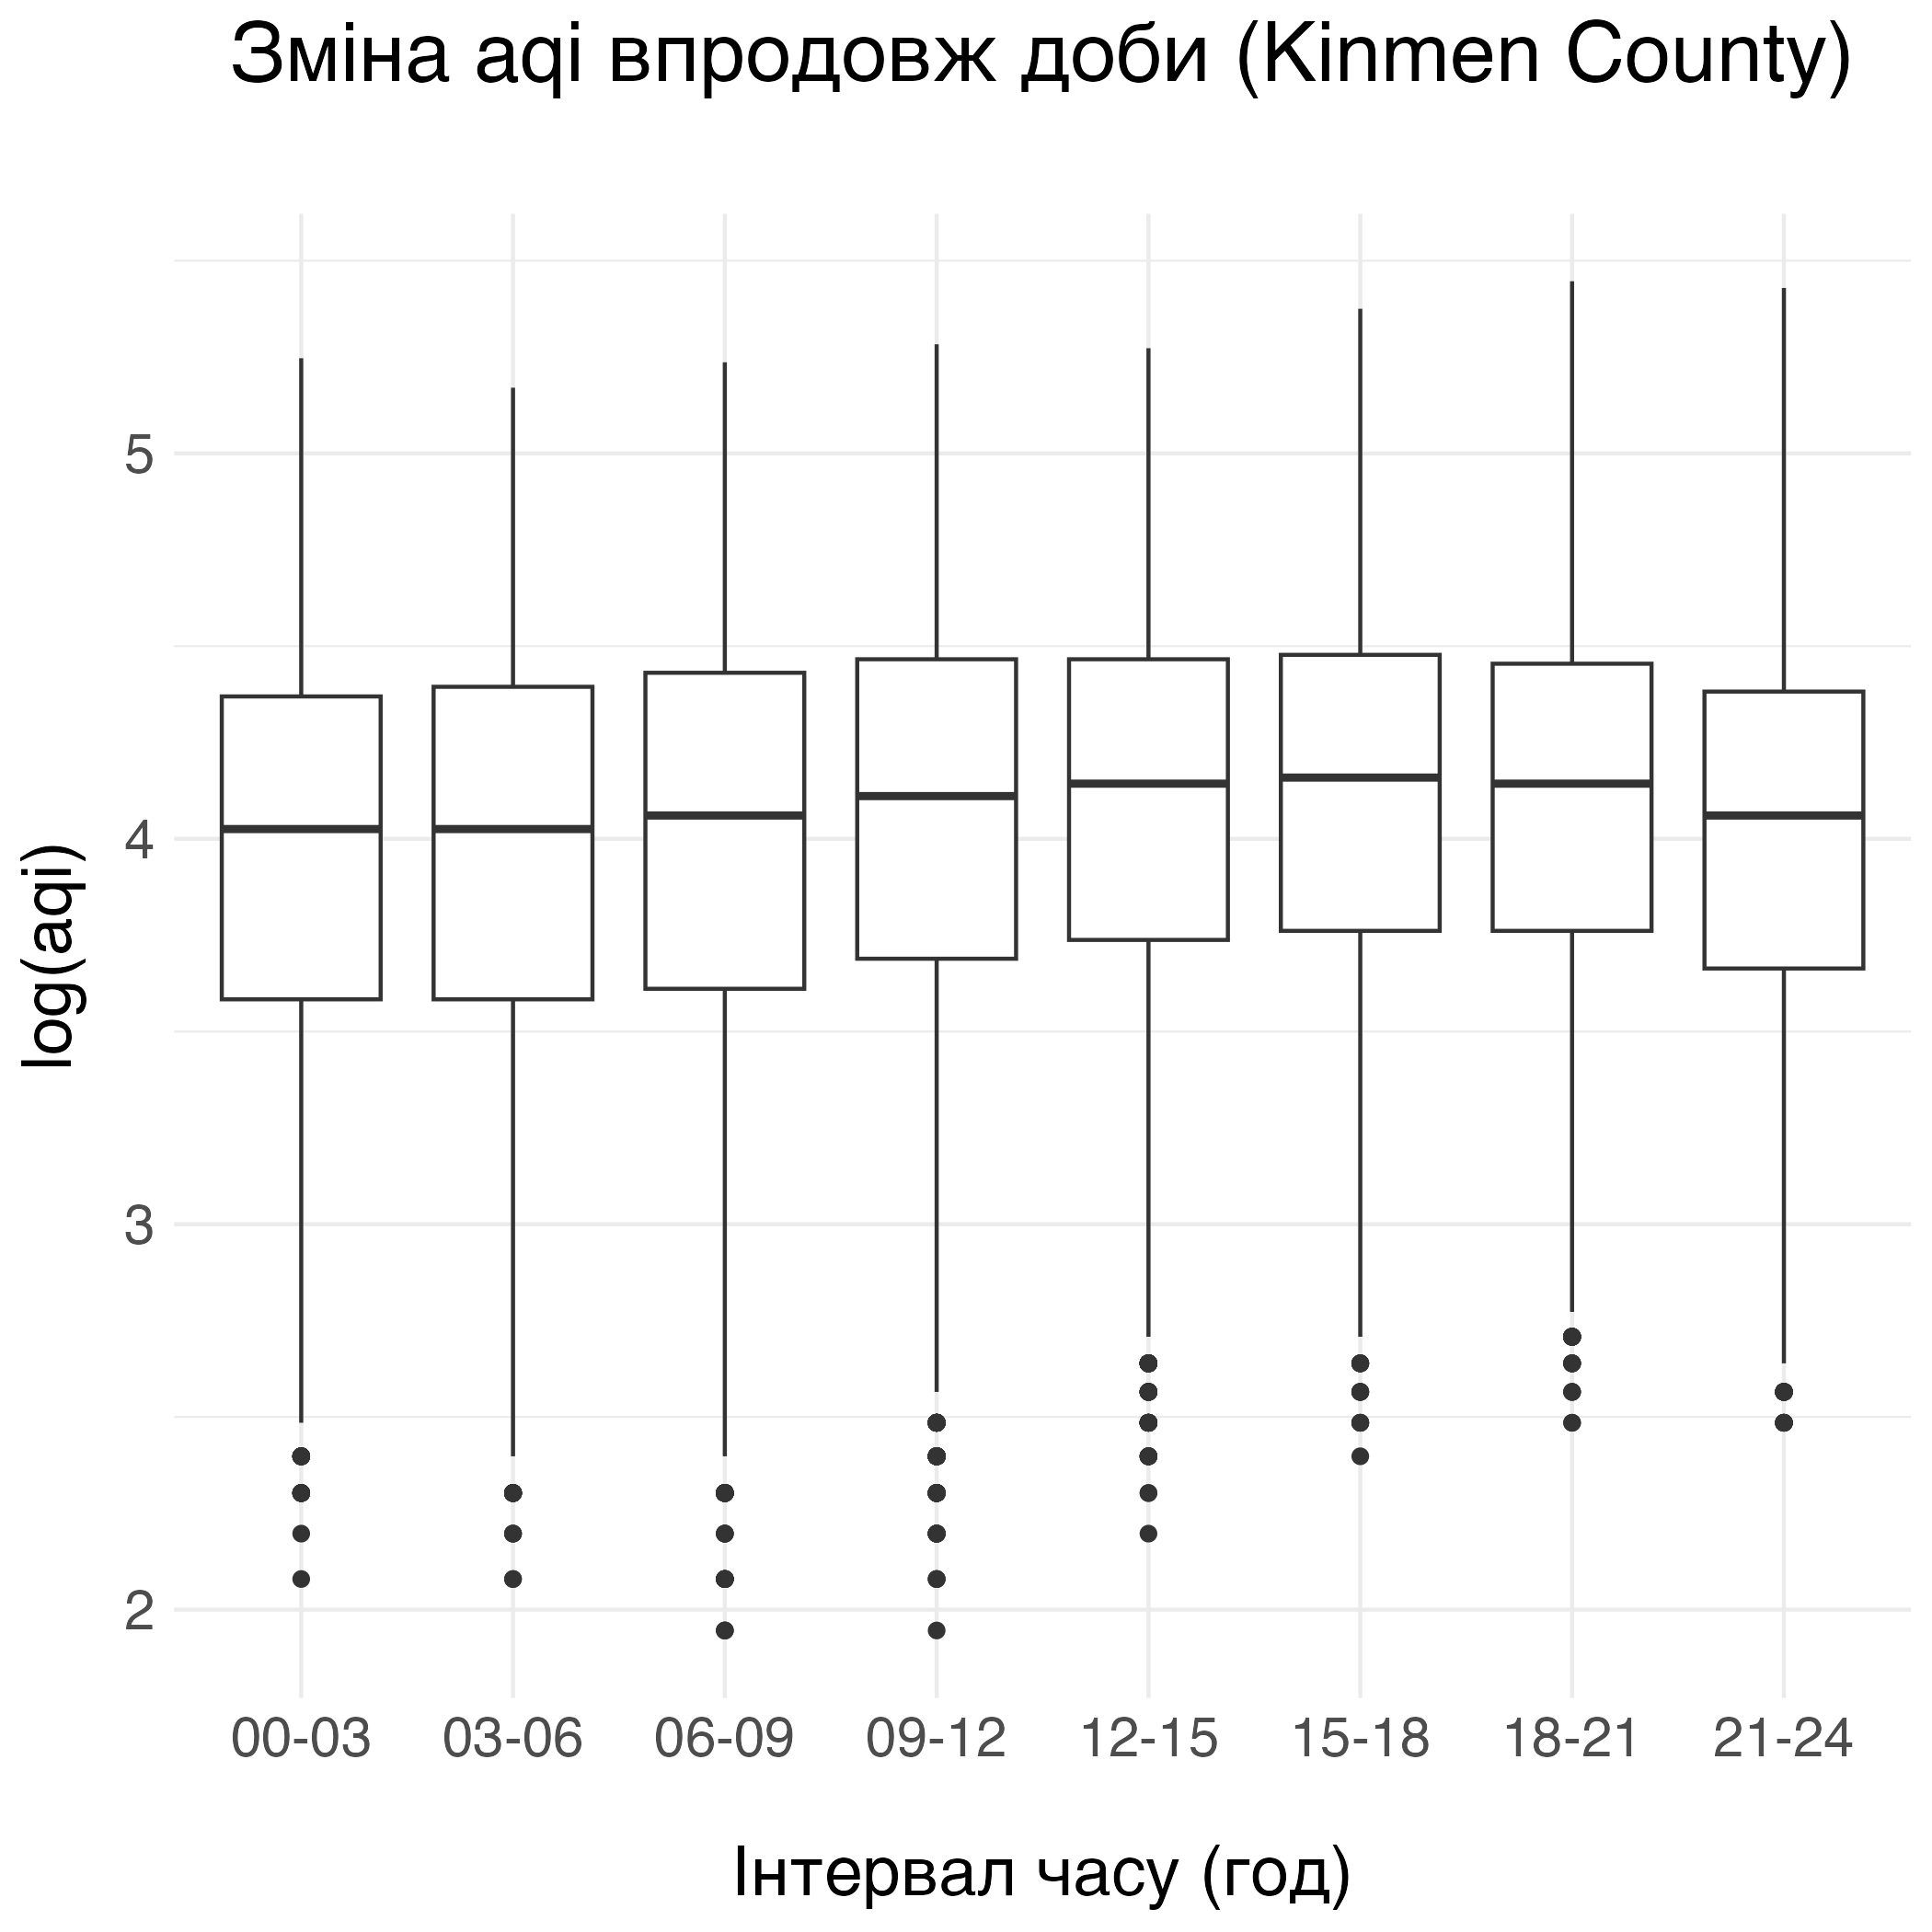 Зміна aqi впродовж доби (Kinmen County)
log(aqi)
5
4
3
2
00-03 03-06 06-09 09-12 12-15 15-18 18-21 21-24
Інтервал часу (год)